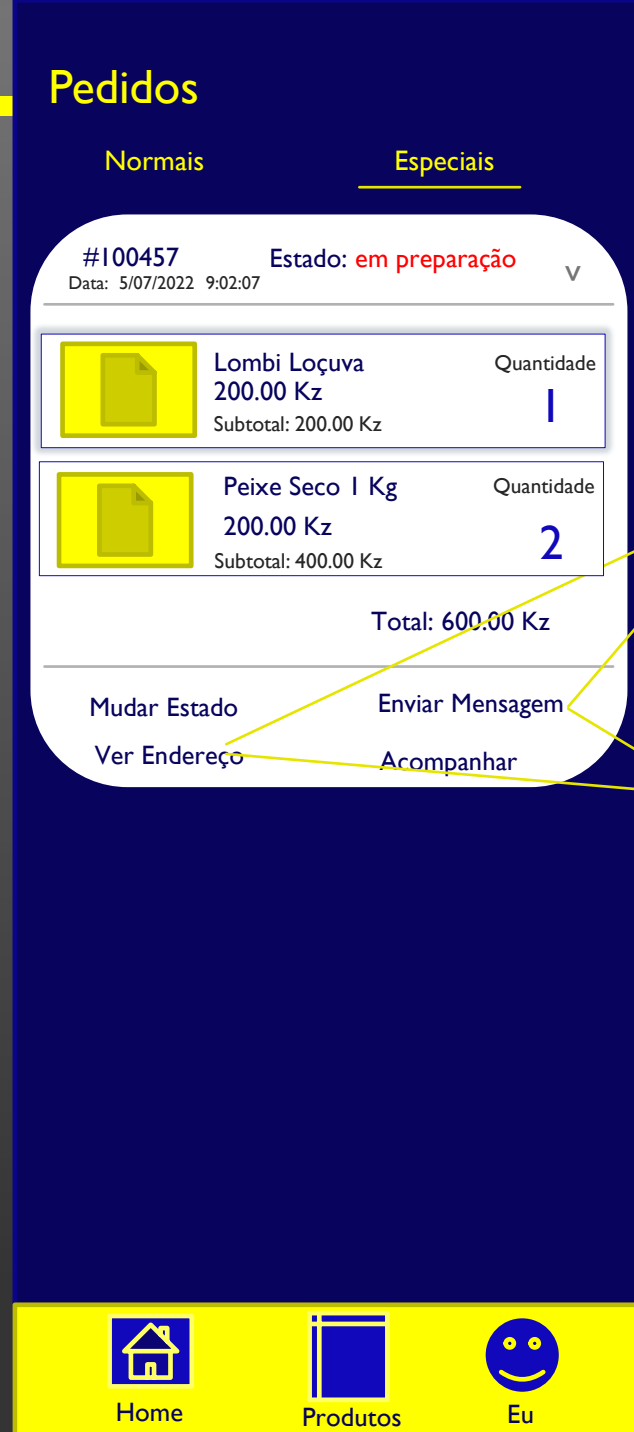 Pedidos
Normais Especiais
#100457 Estado: em preparação v
Data: 5/07/2022 9:02:07
Lombi Loçuva Quantidade
200.00 Kz 1
Subtotal: 200.00 Kz
Peixe Seco 1 Kg Quantidade
200.00 Kz 2
Subtotal: 400.00 Kz
Total: 600.00 Kz
Mudar Estado Enviar Mensagem
Ver Endereço Acompanhar
Home Produtos Eu